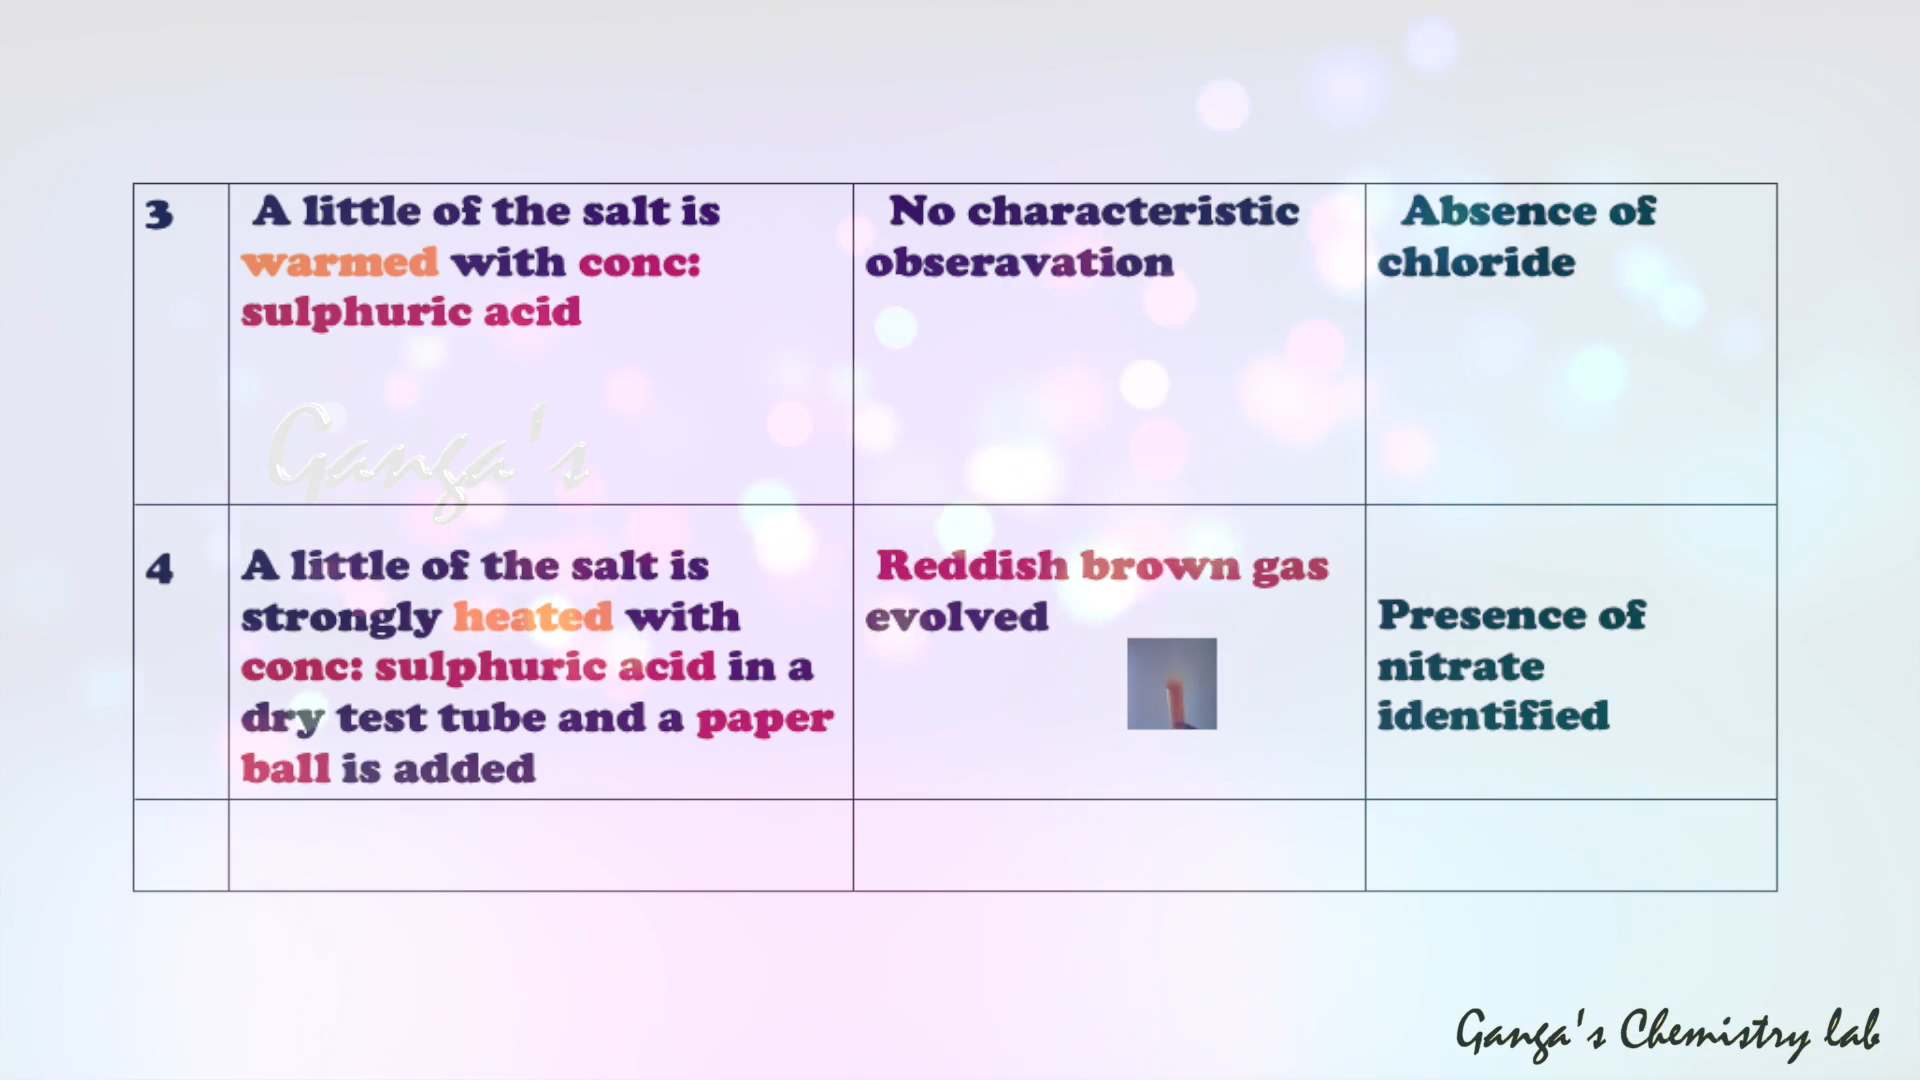 3
A little of the salt is
warmed with conc:
sulphuric acid
No characteristic
obseravation
Absence of
chloride
Ganga's
4
A little of the salt is
strongly heated with
conc: sulphuric acid in a
dry test tube and a paper
ball is added
Reddish brown gas
evolved
Presence of
nitrate
identified
Ganga's Chemistry lab